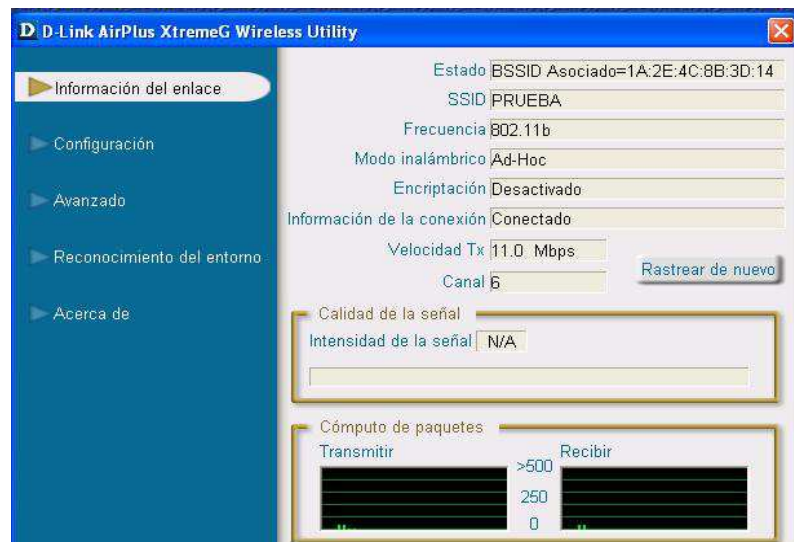 D D-Link AirPlus XtremeG Wireless Utility
Información del enlace
Configuración
Avanzado
Reconocimiento del entorno
Acerca de
Estado BSSID Asociado=1A:2E:4C:8B:3D:14
SSID PRUEBA
Frecuencia 802.11b
Modo inalámbrico Ad-Hoc
Encriptación Desactivado
Información de la conexión Conectado
Velocidad Tx 11.0 Mbps
Canal 6
Rastrear de nuevo
Calidad de la señal
Intensidad de la señal N/A
Cómputo de paquetes
Transmitir
Recibir
>500
250
0